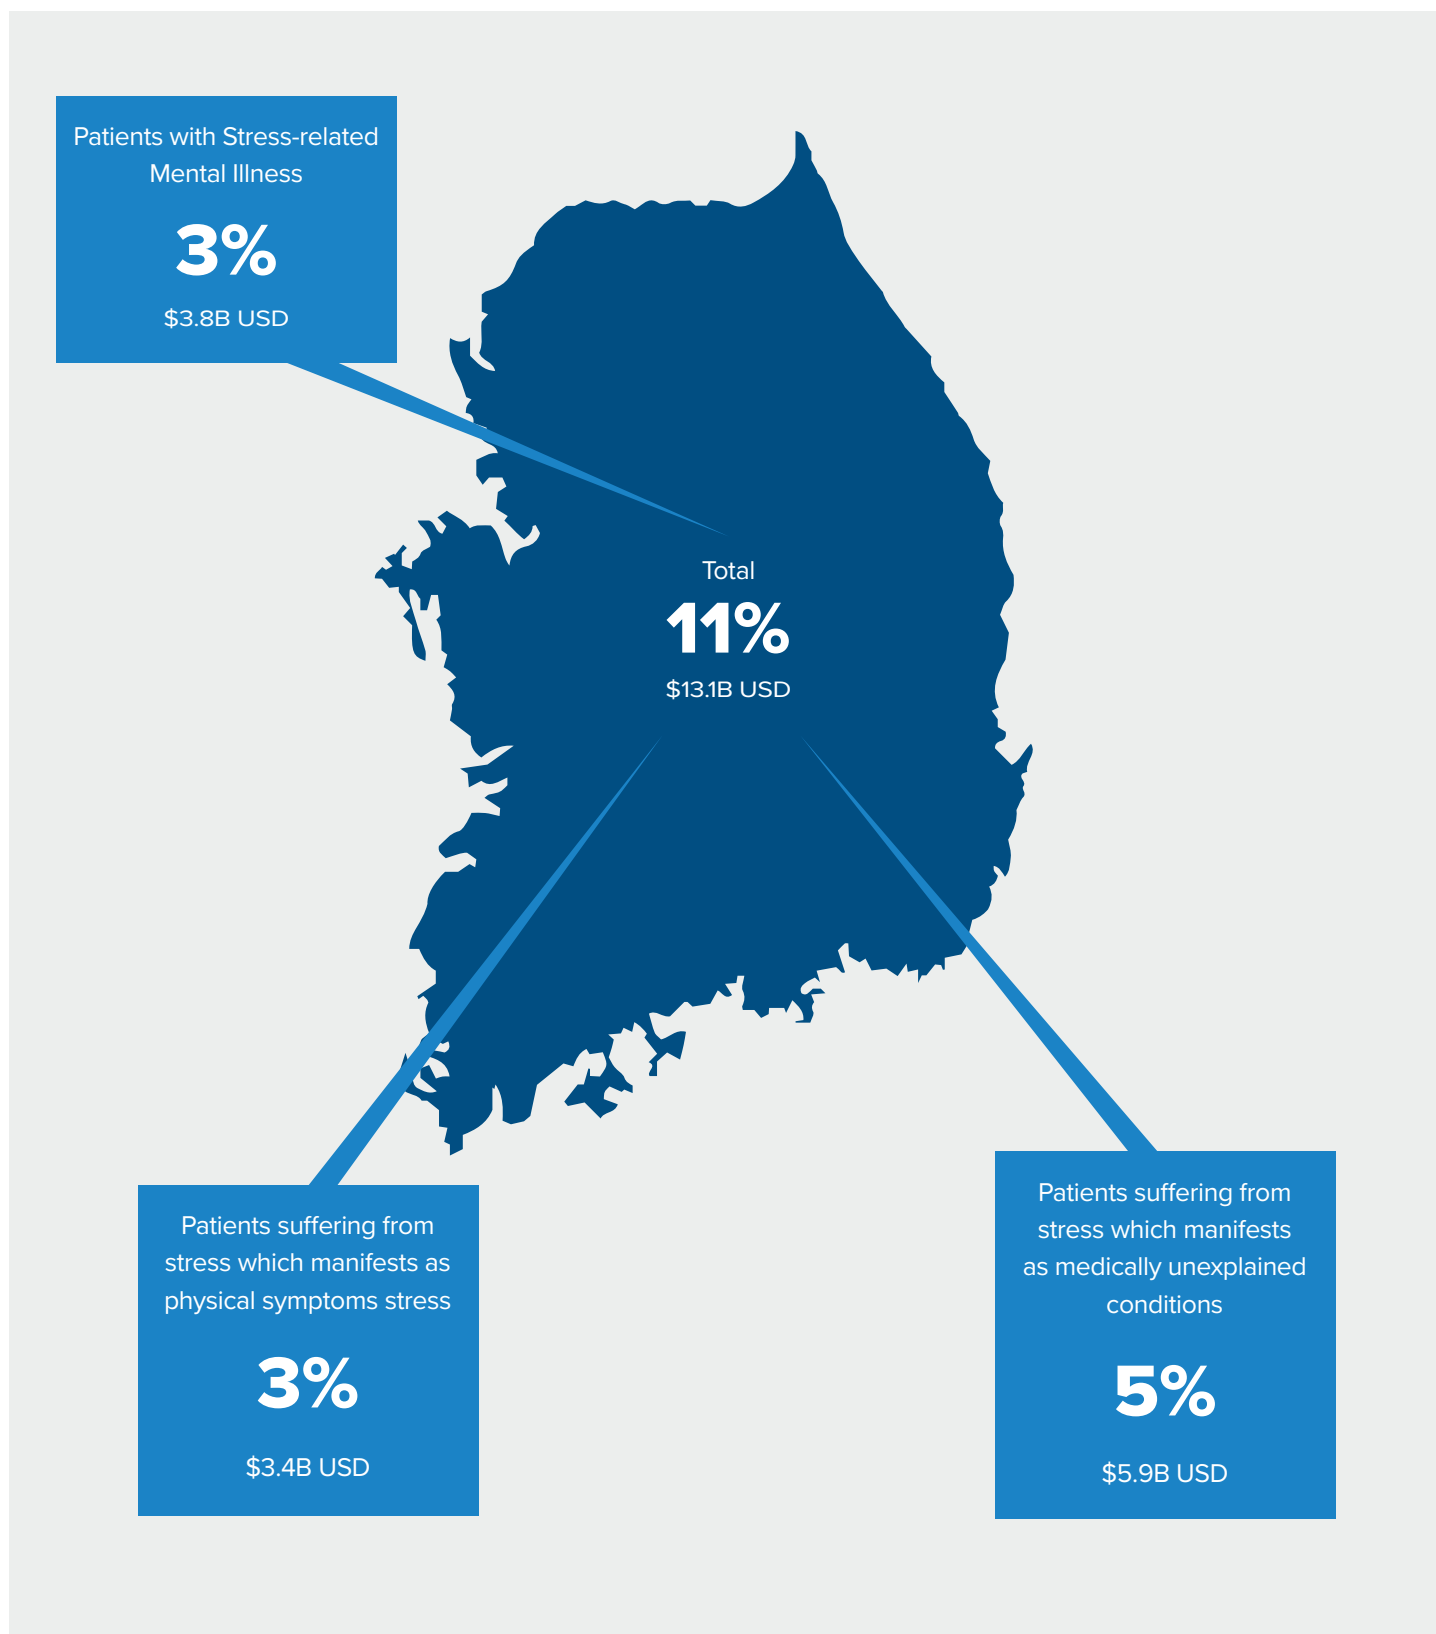 Patients with Stress-related
Mental Illness
3%
$3.8B USD
Total
11%
$13.1B USD
Patients suffering from
stress which manifests as
physical symptoms stress
3%
$3.4B USD
Patients suffering from
stress which manifests
as medically unexplained
conditions
5%
$5.9B USD